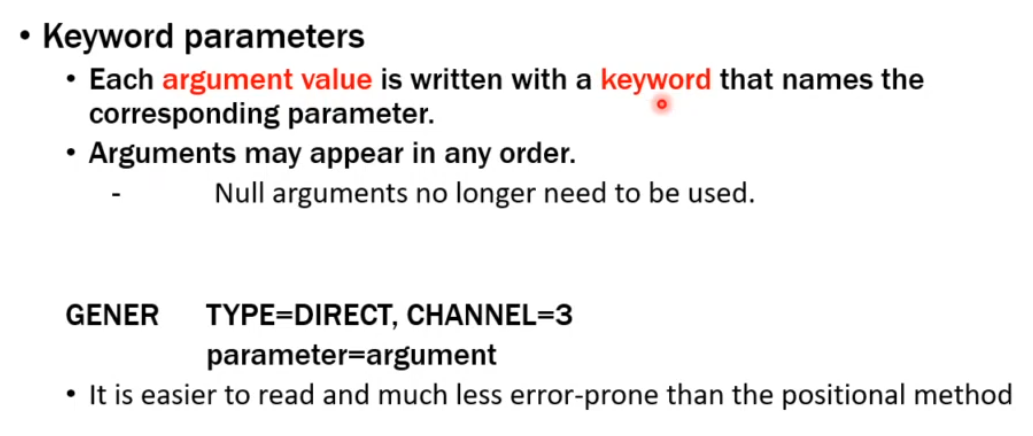 • Keyword parameters
• Each argument value is written with a keyword that names the
corresponding parameter.
• Arguments may appear in any order.
- Null arguments no longer need to be used.
GENER TYPE=DIRECT, CHANNEL=3
parameter=argument
• It is easier to read and much less error-prone than the positional method